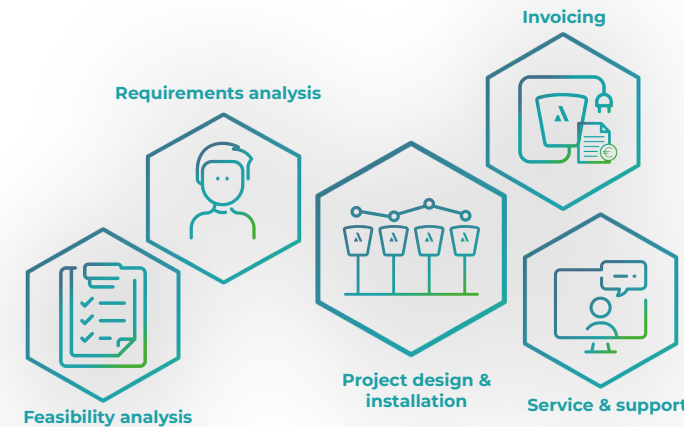 Invoicing
Requirements analysis
Project design &
installation
Service & support
Feasibility analysis